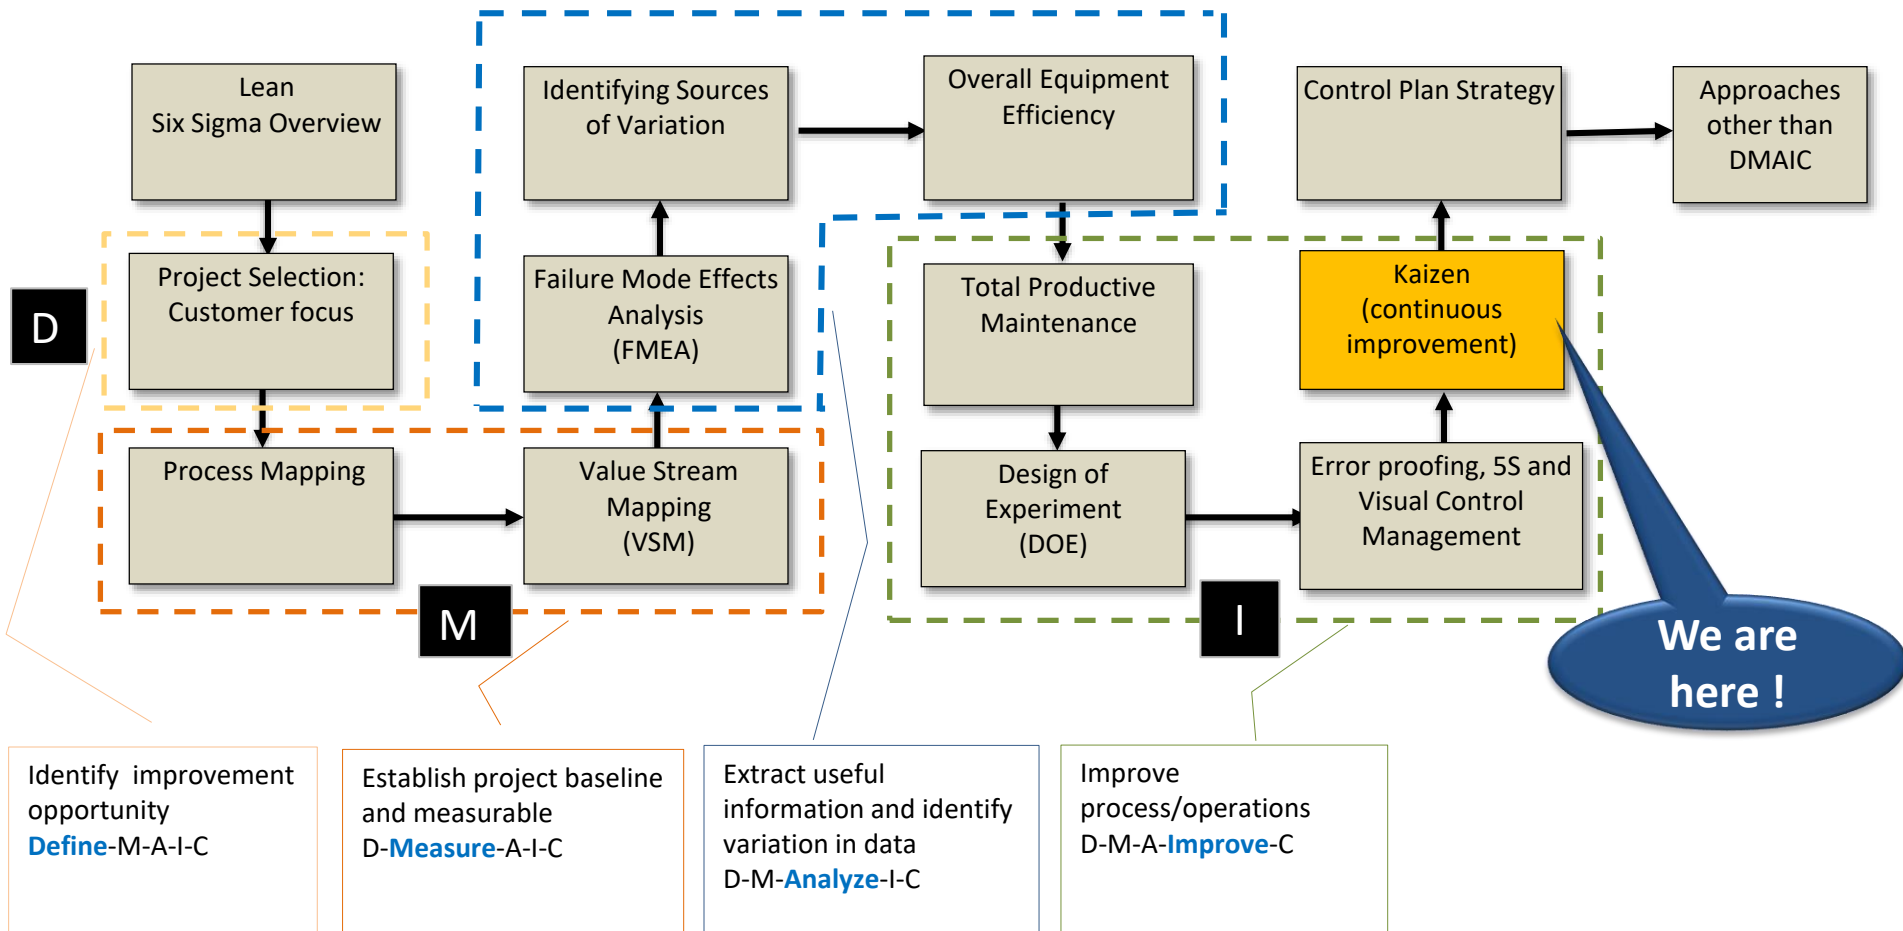 Lean
Six Sigma Overview
Project Selection:
Customer focus
D
Process Mapping
Value Stream
Mapping
(VSM)
M
Failure Mode Effects
Analysis
(FMEA)
Identifying Sources
of Variation
Overall Equipment
Efficiency
Total Productive
Maintenance
Design of
Experiment
(DOE)
Error proofing, 5S and
Visual Control
Management
I
Kaizen
(continuous
improvement)
Control Plan Strategy
Approaches
other than
DMAIC
We are
here !
Identify improvement
opportunity
Define-M-A-I-C
Establish project baseline
and measurable
D-Measure-A-I-C
Extract useful
information and identify
variation in data
D-M-Analyze-I-C
Improve
process/operations
D-M-A-Improve-C